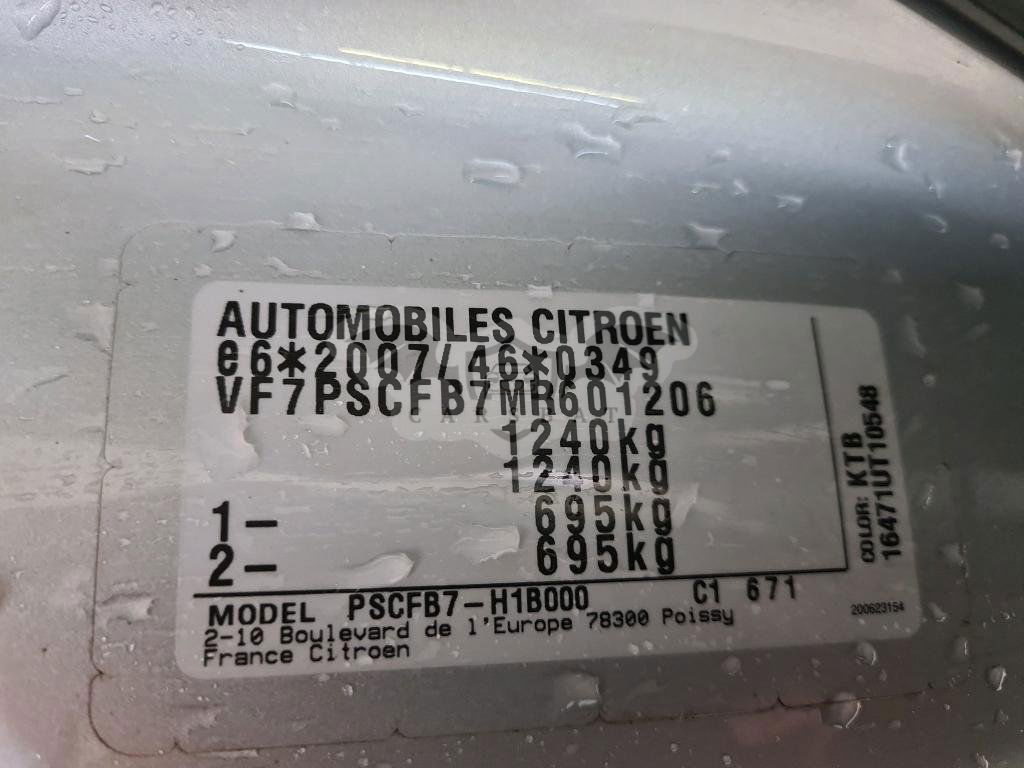 AUTOMOBILES CITROEN
e6*2007/46*0349
VF7PSCFB7MR601206
1240kg
1240kg
1- 695kg
2- 695kg
MODEL PSCFB7-H1B000 C1 671
2-10 Boulevard de l'Europe 78300 Poissy
France Citroen
COLOR: KTB
16471UT10548
200623154